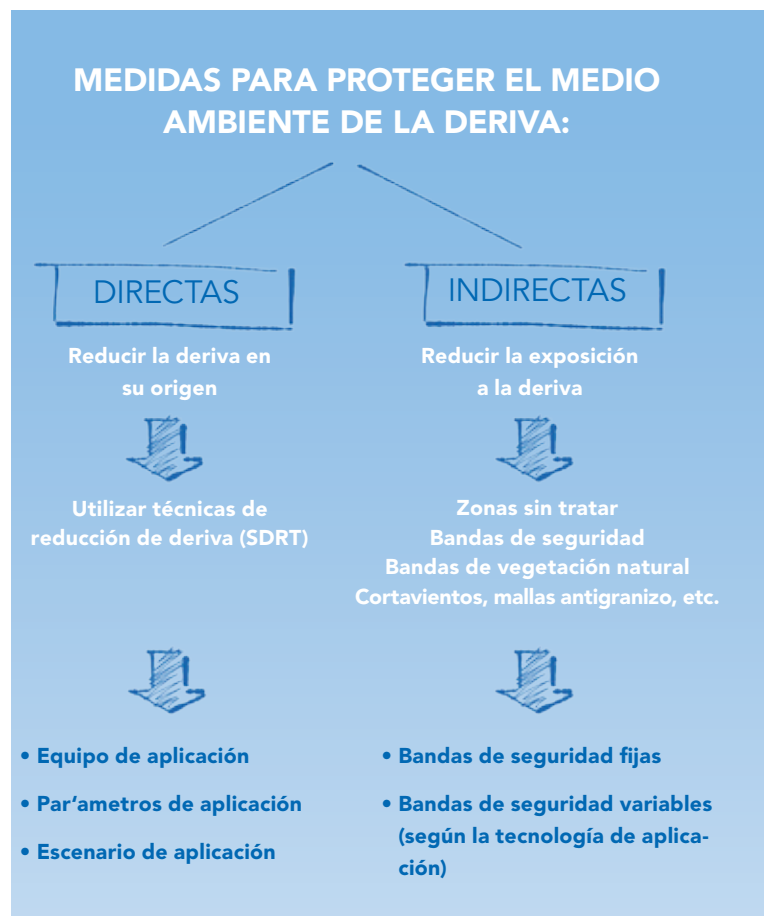 MEDIDAS PARA PROTEGER EL MEDIO
AMBIENTE DE LA DERIVA:
DIRECTAS
Reducir la deriva en
su origen
Utilizar técnicas de
reducción de deriva (SDRT)
• Equipo de aplicación
• Par‘ametros de aplicación
• Escenario de aplicación
INDIRECTAS
Reducir la exposición
a la deriva
Zonas sin tratar
Bandas de seguridad
Bandas de vegetación natural
Cortavientos, mallas antigranizo, etc.
• Bandas de seguridad fijas
• Bandas de seguridad variables
(según la tecnología de aplica-
ción)